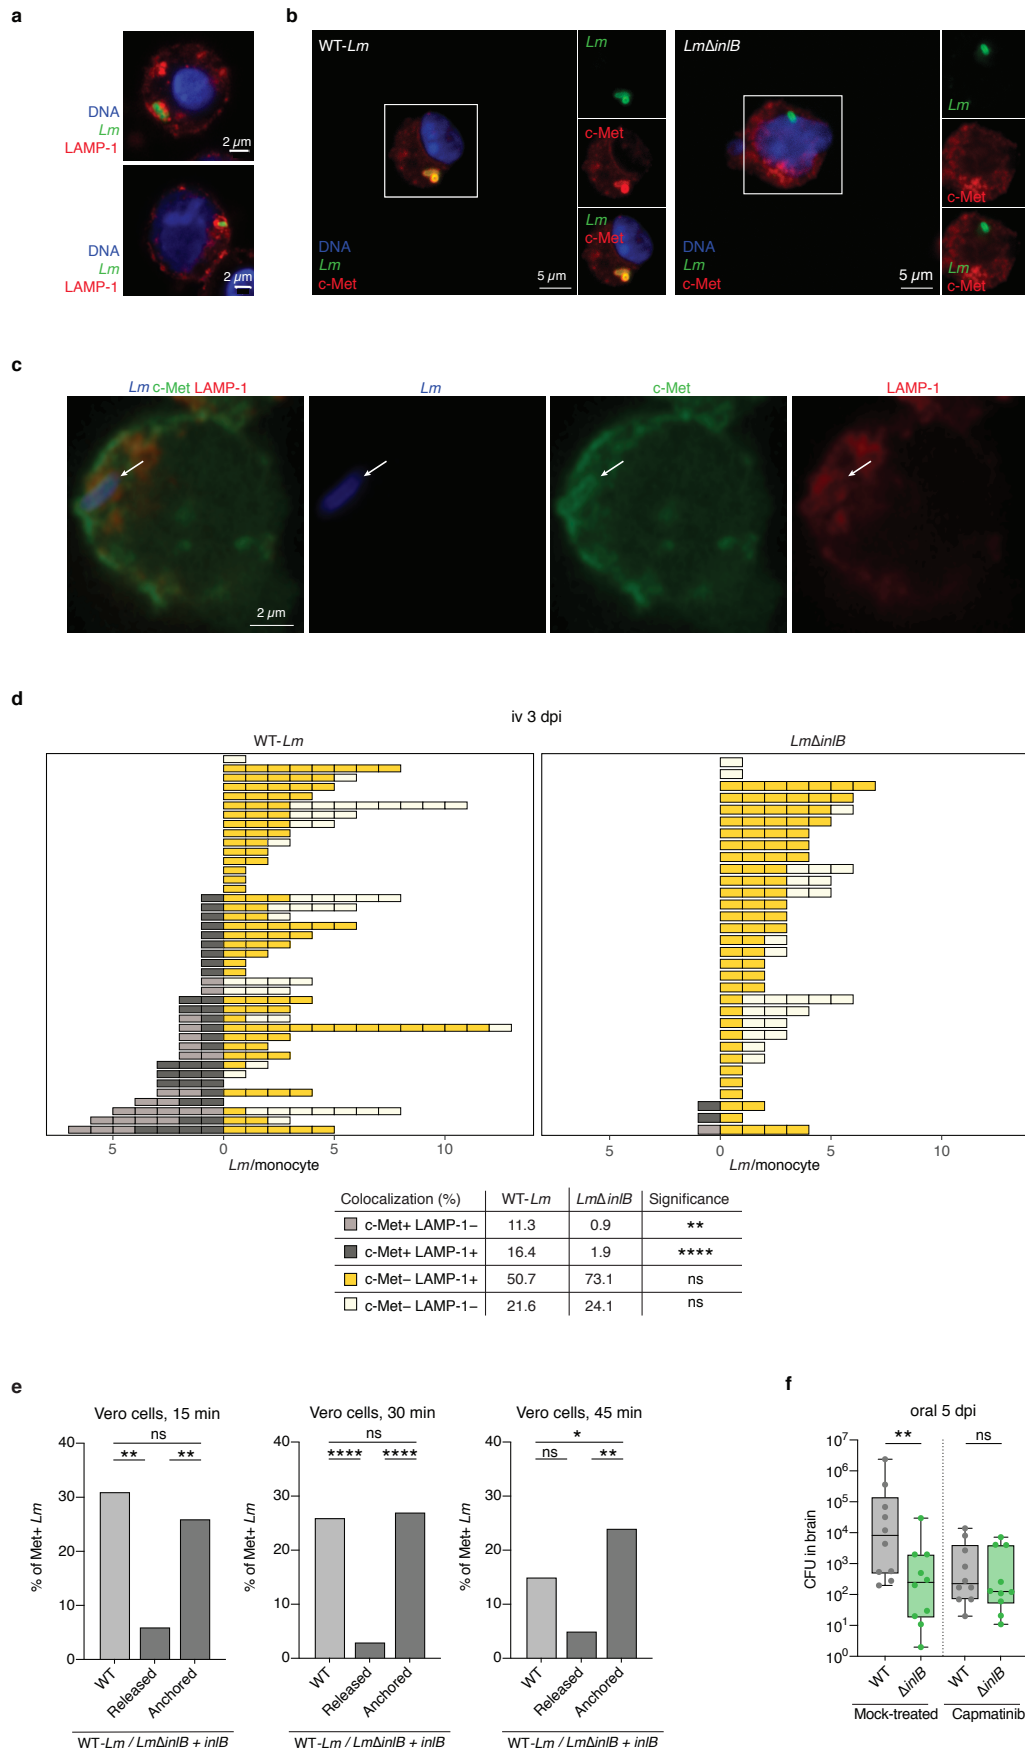 a
DNA
Lm
LAMP-1
2 µm
DNA
Lm
LAMP-1
2 µm
b
WT-Lm
DNA
Lm
c-Met
5 µm
Lm
c-Met
Lm
c-Met
LmΔinlB
DNA
Lm
c-Met
5 µm
Lm
c-Met
Lm
c-Met
c
Lm c-Met LAMP-1
Lm
c-Met
LAMP-1
2 µm
d
iv 3 dpi
WT-Lm
LmΔinlB
5 0 5 10
5 0 5 10
Lm/monocyte
Lm/monocyte
Colocalization (%) WT-Lm LmΔinlB Significance
c-Met+ LAMP-1− 11.3 0.9 **
c-Met+ LAMP-1+ 16.4 1.9 ****
c-Met− LAMP-1+ 50.7 73.1 ns
c-Met− LAMP-1− 21.6 24.1 ns
e
Vero cells, 15 min
ns
** **
% of Met+ Lm
40
30
20
10
0
WT
Released
Anchored
WT-Lm / LmΔinlB + inlB
Vero cells, 30 min
ns
**** ****
% of Met+ Lm
40
30
20
10
0
WT
Released
Anchored
WT-Lm / LmΔinlB + inlB
Vero cells, 45 min
*
ns **
% of Met+ Lm
40
30
20
10
0
WT
Released
Anchored
WT-Lm / LmΔinlB + inlB
f
oral 5 dpi
** ns
CFU in brain
10⁷
10⁶
10⁵
10⁴
10³
10²
10¹
10⁰
WT
ΔinlB
WT
ΔinlB
Mock-treated
Capmatinib